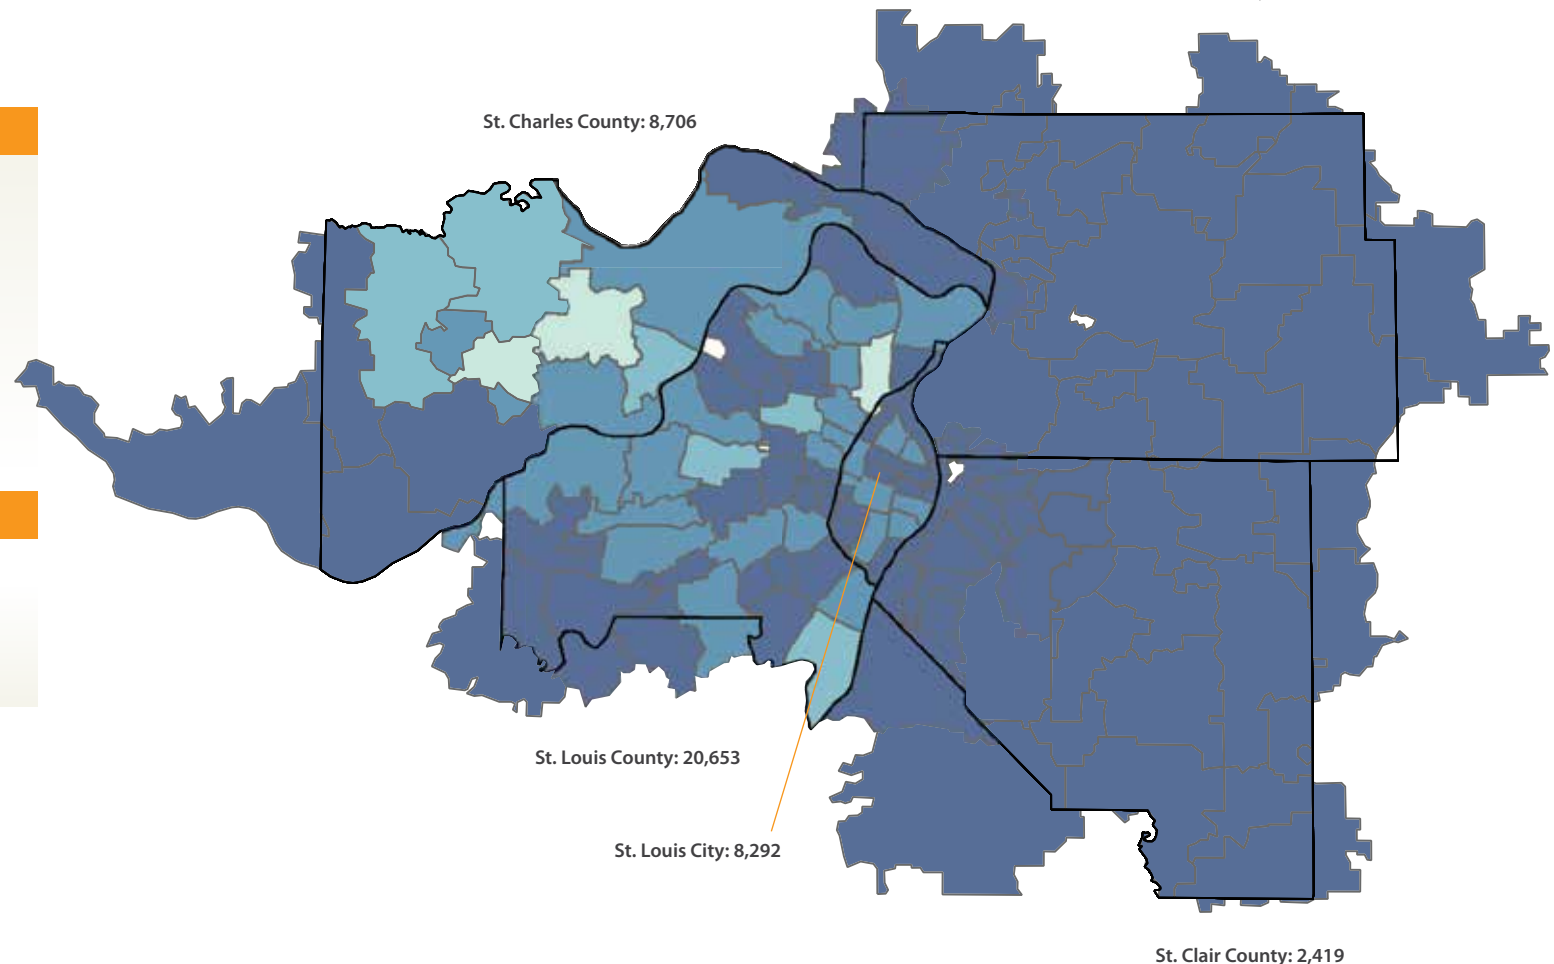 St. Charles County: 8,706
St. Louis County: 20,653
St. Louis City: 8,292
St. Clair County: 2,419